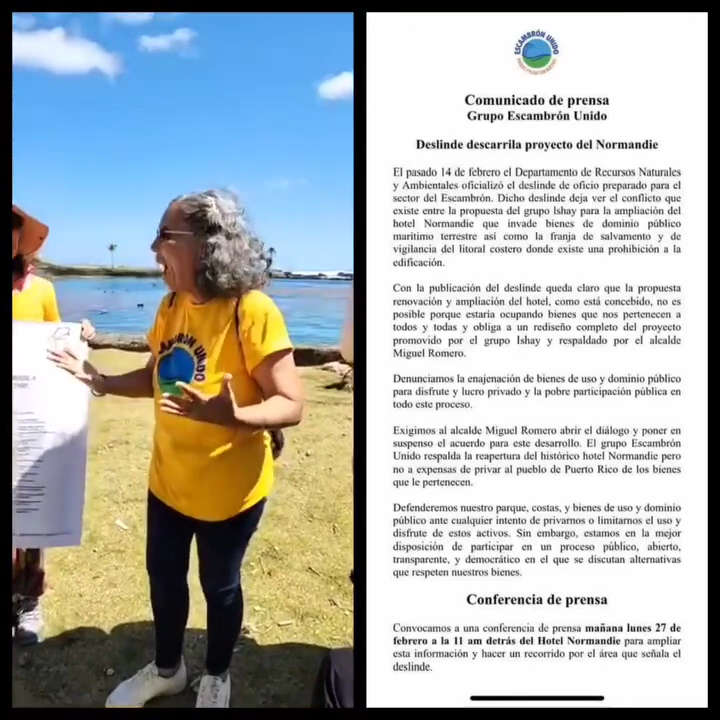 ESCAMBRÓN UNIDO
ESCAMBRÓN UNIDO
Comunicado de prensa
Grupo Escambrón Unido
Deslinde descarrila proyecto del Normandie
El pasado 14 de febrero el Departamento de Recursos Naturales
y Ambientales oficializó el deslinde de oficio preparado para el
sector del Escambrón. Dicho deslinde deja ver el conflicto que
existe entre la propuesta del grupo Ishay para la ampliación del
hotel Normandie que invade bienes de dominio público
marítimo terrestre así como la franja de salvamento y de
vigilancia del litoral costero donde existe una prohibición a la
edificación.
Con la publicación del deslinde queda claro que la propuesta
renovación y ampliación del hotel, como está concebido, no es
posible porque estaría ocupando bienes que nos pertenecen a
todos y todas y obliga a un rediseño completo del proyecto
promovido por el grupo Ishay y respaldado por el alcalde
Miguel Romero.
Denunciamos la enajenación de bienes de uso y dominio público
para disfrute y lucro privado y la pobre participación pública en
todo este proceso.
Exigimos al alcalde Miguel Romero abrir el diálogo y poner en
suspenso el acuerdo para este desarrollo. El grupo Escambrón
Unido respalda la reapertura del histórico hotel Normandie pero
no a expensas de privar al pueblo de Puerto Rico de los bienes
que le pertenecen.
Defenderemos nuestro parque, costas, y bienes de uso y dominio
público ante cualquier intento de privarnos o limitarnos el uso y
disfrute de estos activos. Sin embargo, estamos en la mejor
disposición de participar en un proceso público, abierto,
transparente, y democrático en el que se discutan alternativas
que respeten nuestros bienes.
Conferencia de prensa
Convocamos a una conferencia de prensa mañana lunes 27 de
febrero a la 11 am detrás del Hotel Normandie para ampliar
esta información y hacer un recorrido por el área que señala el
deslinde.